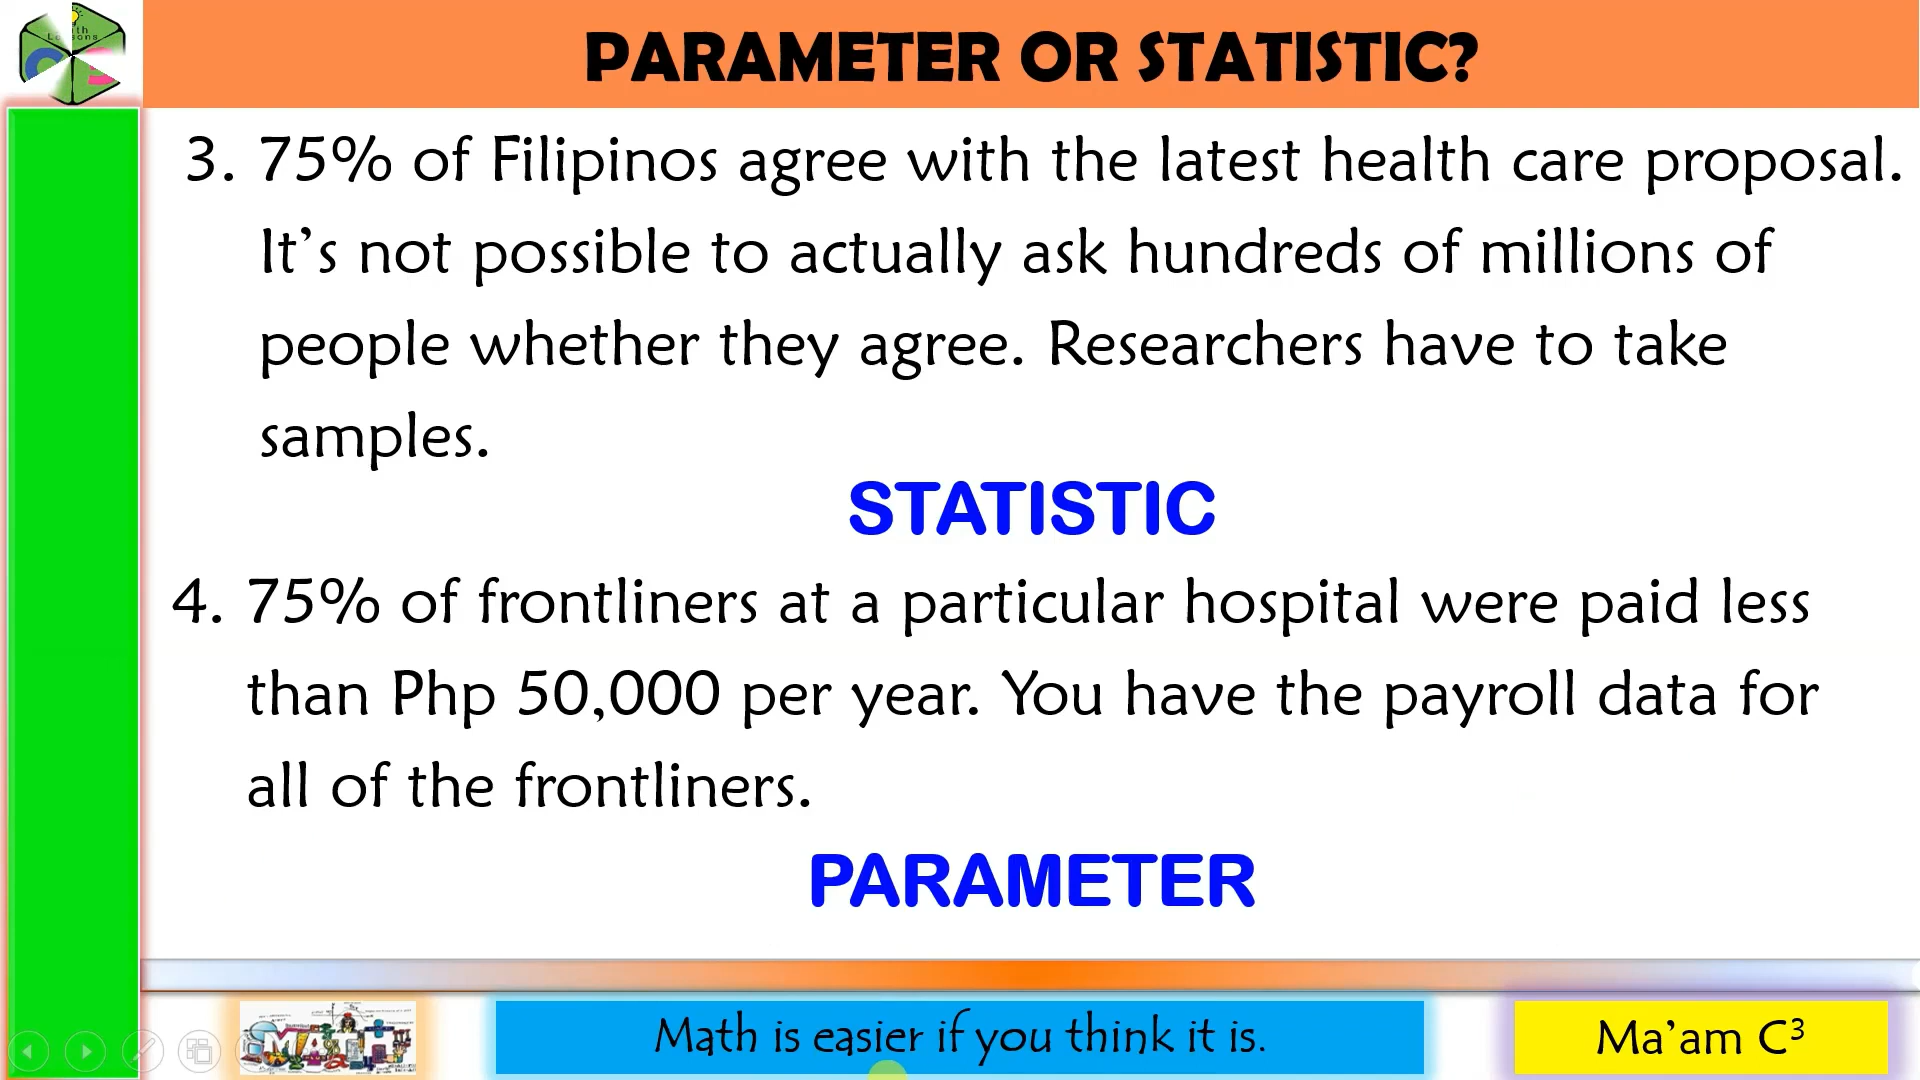 PARAMETER OR STATISTIC?
3. 75% of Filipinos agree with the latest health care proposal.
It's not possible to actually ask hundreds of millions of
people whether they agree. Researchers have to take
samples.
STATISTIC
4. 75% of frontliners at a particular hospital were paid less
than Php 50,000 per year. You have the payroll data for
all of the frontliners.
PARAMETER
MATH
Math is easier if you think it is.
Ma'am C³